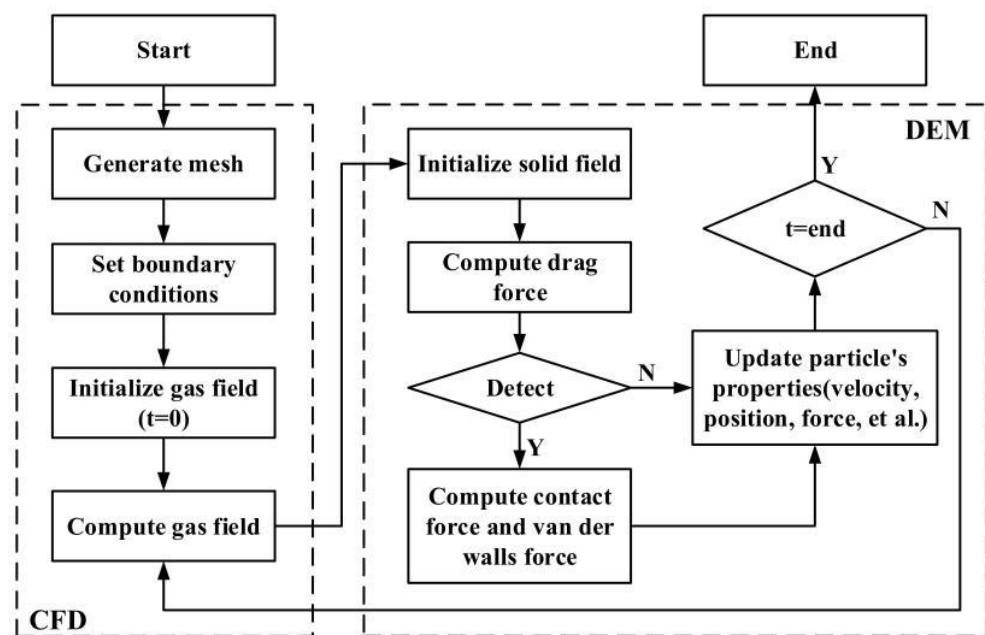 Start
Generate mesh
Set boundary
conditions
Initialize gas field
(t=0)
Compute gas field
CFD
End
DEM
Initialize solid field
Compute drag
force
Detect
N
Y
Compute contact
force and van der
walls force
Update particle's
properties(velocity,
position, force, et al.)
t=end
Y
N